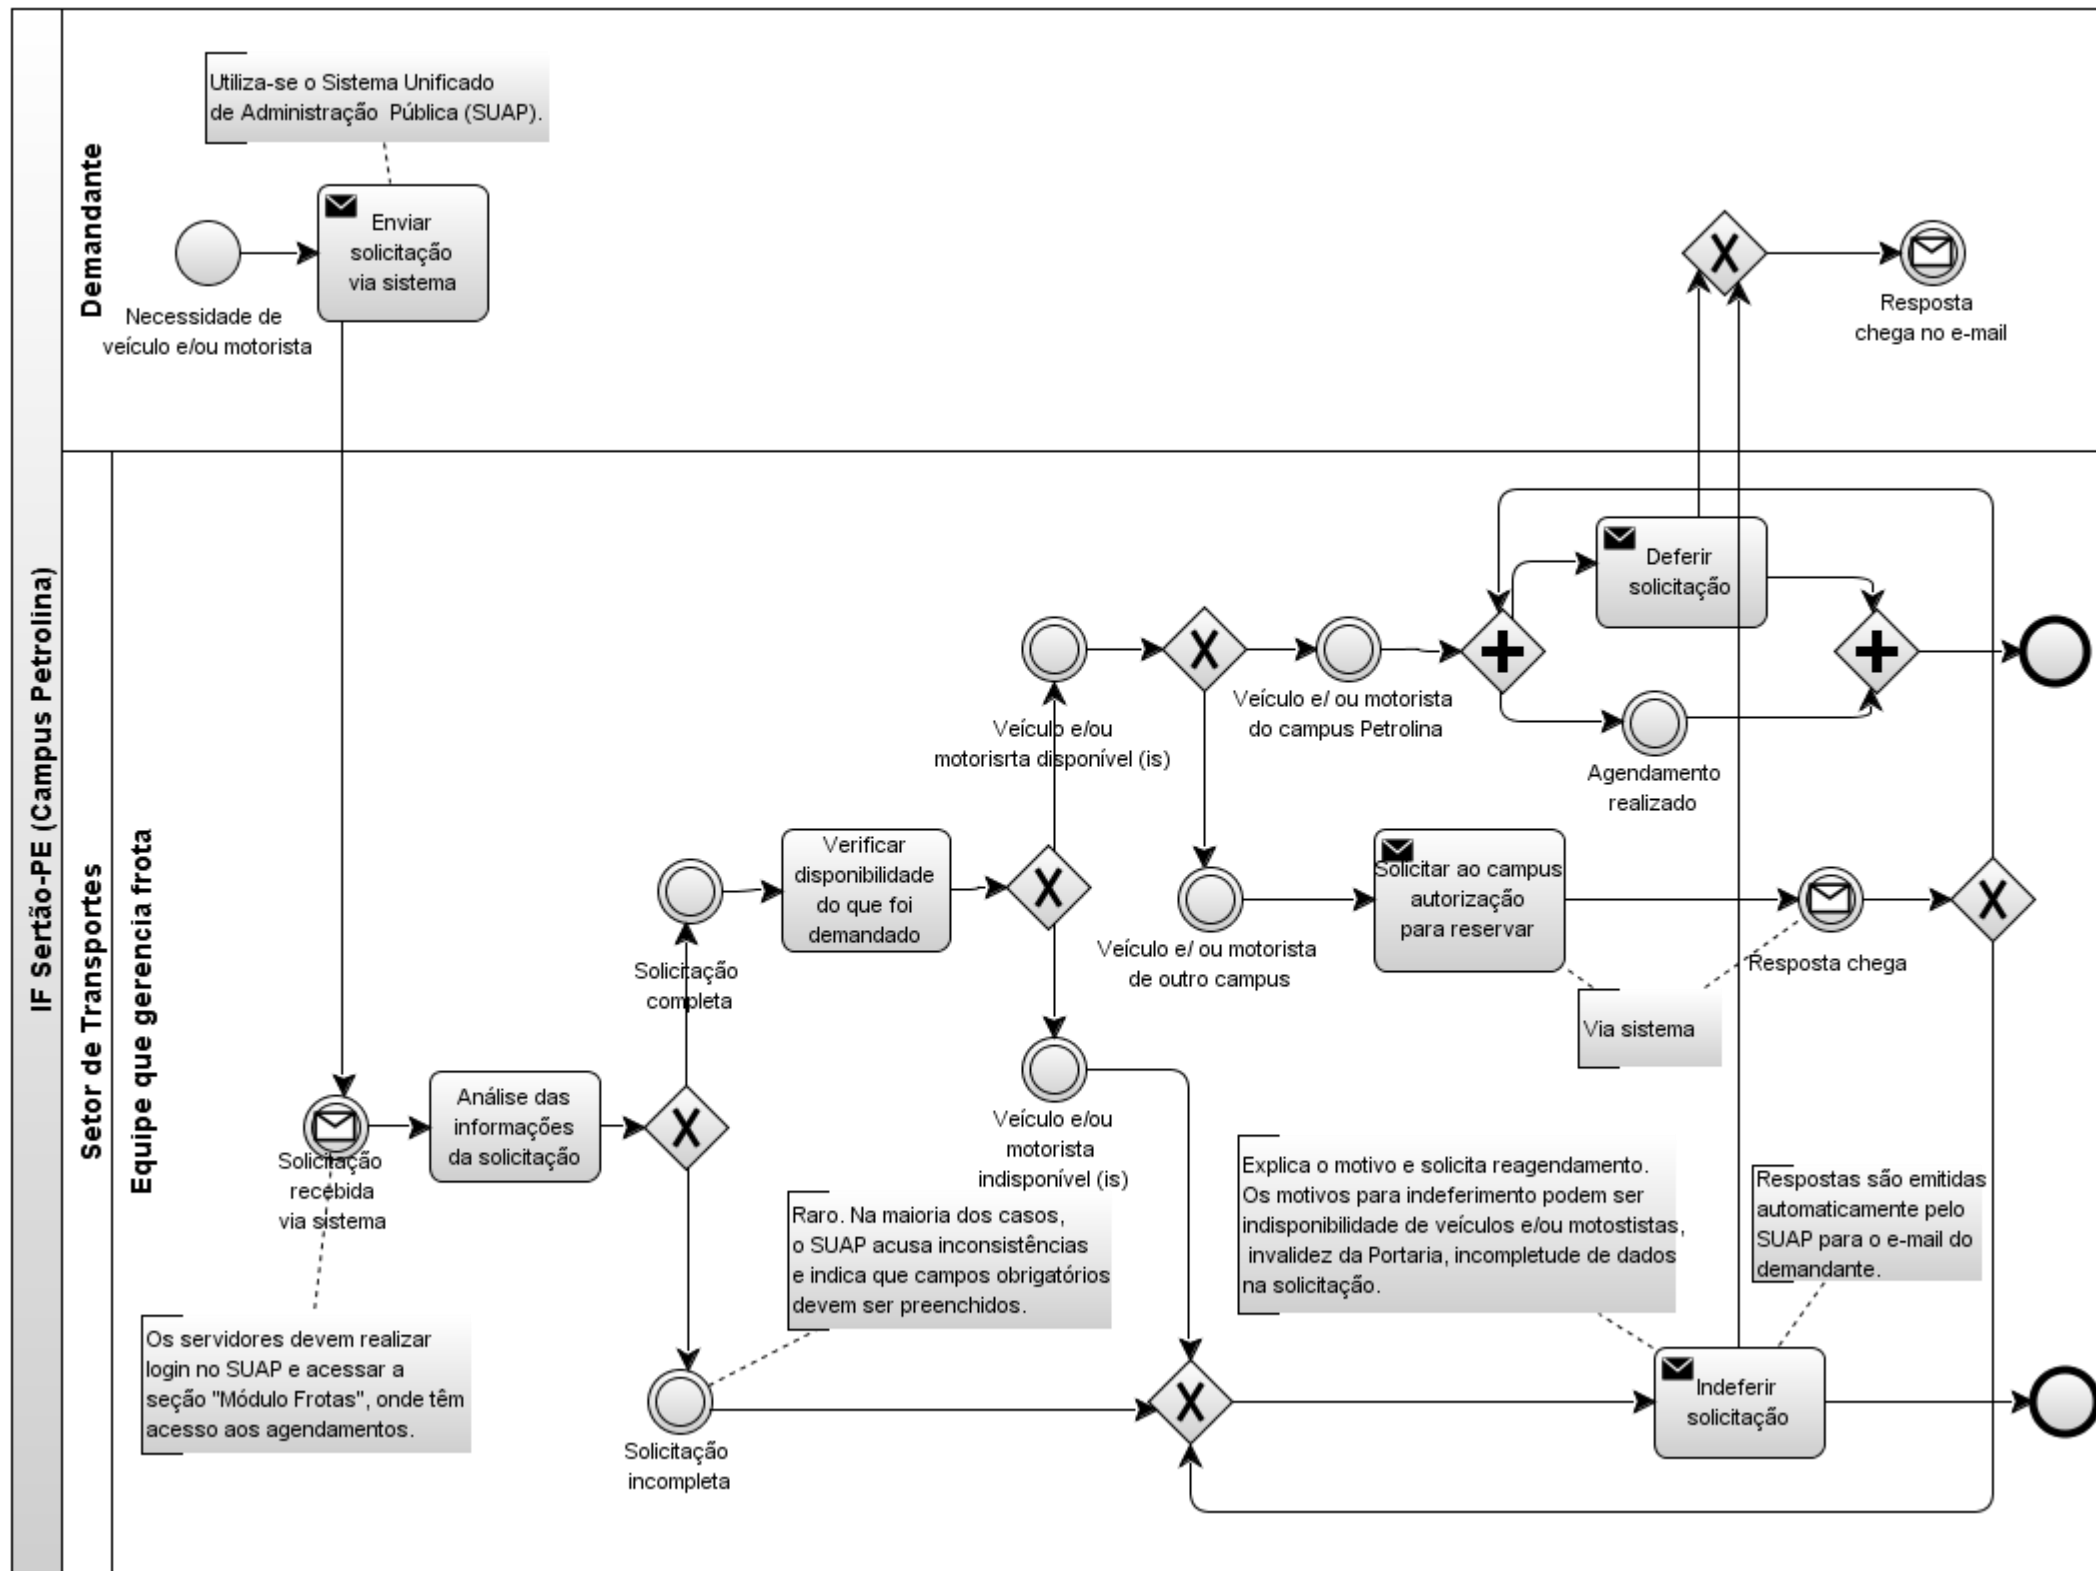 IF Sertão-PE (Campus Petrolina)
Demandante
Utiliza-se o Sistema Unificado
de Administração Pública (SUAP).
Enviar
solicitação
via sistema
Necessidade de
veículo e/ou motorista
Resposta
chega no e-mail
Setor de Transportes
Equipe que gerencia frota
Deferir
solicitação
Veículo e/ou
motorisrta disponível (is)
Veículo e/ ou motorista
do campus Petrolina
Agendamento
realizado
Verificar
disponibilidade
do que foi
demandado
Solicitar ao campus
autorização
para reservar
Veículo e/ ou motorista
de outro campus
Resposta chega
Via sistema
Solicitação
completa
Análise das
informações
da solicitação
Solicitação
recebida
via sistema
Veículo e/ou
motorista
indisponível (is)
Raro. Na maioria dos casos,
o SUAP acusa inconsistências
e indica que campos obrigatórios
devem ser preenchidos.
Explica o motivo e solicita reagendamento.
Os motivos para indeferimento podem ser
indisponibilidade de veículos e/ou motostistas,
invalidez da Portaria, incompletude de dados
na solicitação.
Respostas são emitidas
automaticamente pelo
SUAP para o e-mail do
demandante.
Os servidores devem realizar
login no SUAP e acessar a
seção "Módulo Frotas", onde têm
acesso aos agendamentos.
Solicitação
incompleta
Indeferir
solicitação